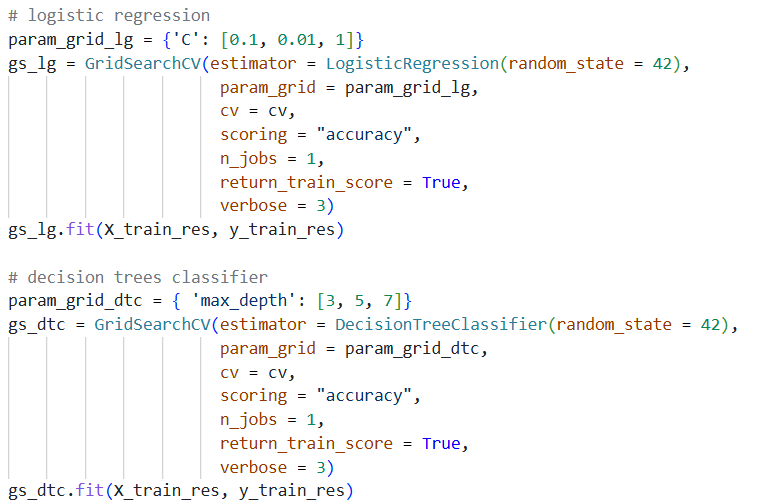 # logistic regression
param_grid_lg = {'C': [0.1, 0.01, 1]}
gs_lg = GridSearchCV(estimator = LogisticRegression(random_state = 42),
param_grid = param_grid_lg,
cv = cv,
scoring = "accuracy",
n_jobs = 1,
return_train_score = True,
verbose = 3)
gs_lg.fit(X_train_res, y_train_res)
# decision trees classifier
param_grid_dtc = { 'max_depth': [3, 5, 7]}
gs_dtc = GridSearchCV(estimator = DecisionTreeClassifier(random_state = 42),
param_grid = param_grid_dtc,
cv = cv,
scoring = "accuracy",
n_jobs = 1,
return_train_score = True,
verbose = 3)
gs_dtc.fit(X_train_res, y_train_res)